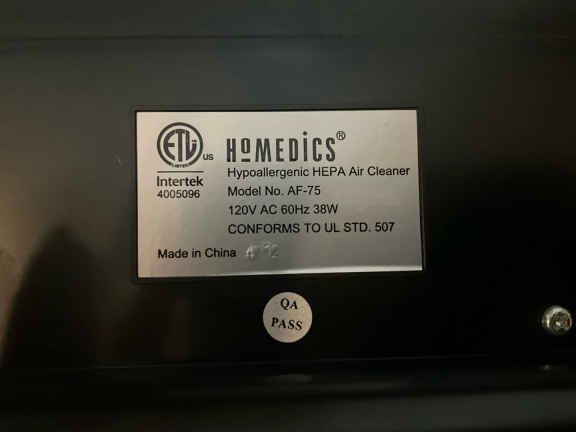 ETL us
Intertek
4005096
HoMEDICS®
Hypoallergenic HEPA Air Cleaner
Model No. AF-75
120V AC 60Hz 38W
CONFORMS TO UL STD. 507
Made in China
QA
PASS